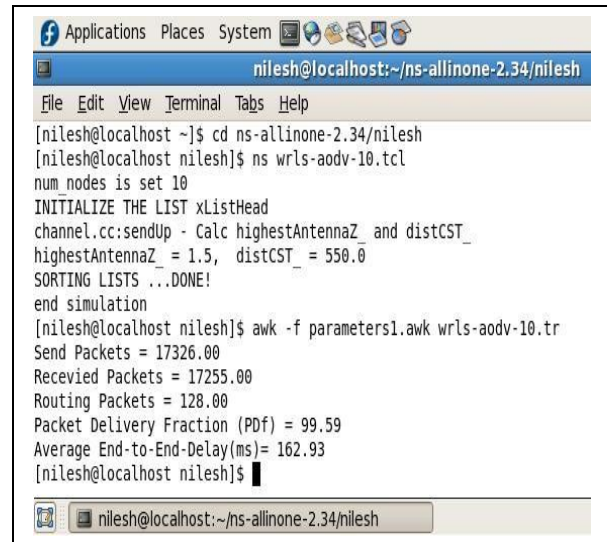 Applications Places System
nilesh@localhost:~/ns-allinone-2.34/nilesh
File Edit View Terminal Tabs Help
[nilesh@localhost ~]$ cd ns-allinone-2.34/nilesh
[nilesh@localhost nilesh]$ ns wrls-aodv-10.tcl
num_nodes is set 10
INITIALIZE THE LIST xListHead
channel.cc:sendUp - Calc highestAntennaZ_ and distCST_
highestAntennaZ_ = 1.5,  distCST_ = 550.0
SORTING LISTS ...DONE!
end simulation
[nilesh@localhost nilesh]$ awk -f parameters1.awk wrls-aodv-10.tr
Send Packets = 17326.00
Recevied Packets = 17255.00
Routing Packets = 128.00
Packet Delivery Fraction (PDf) = 99.59
Average End-to-End-Delay(ms)= 162.93
[nilesh@localhost nilesh]$
nilesh@localhost:~/ns-allinone-2.34/nilesh